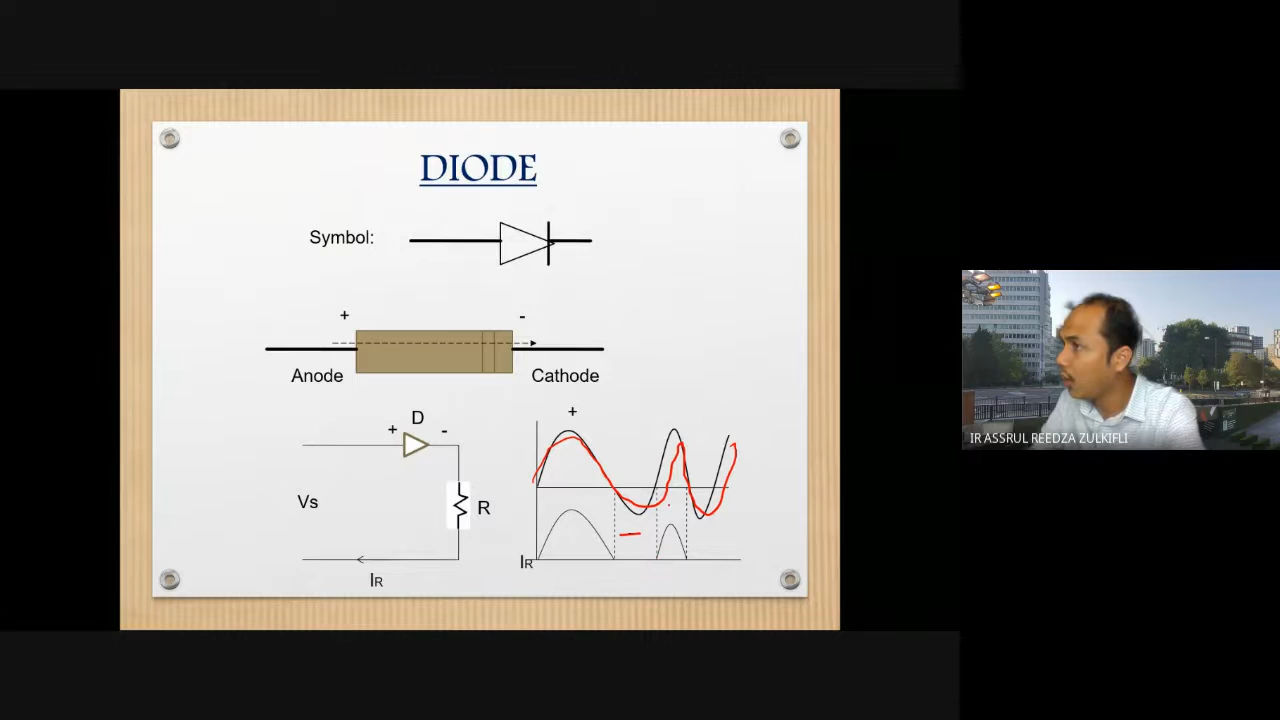 DIODE
Symbol:
+ -
Anode Cathode
D
+ -
Vs
R
IR
+
IR
IR ASSRUL REEDZA ZULKIFLI